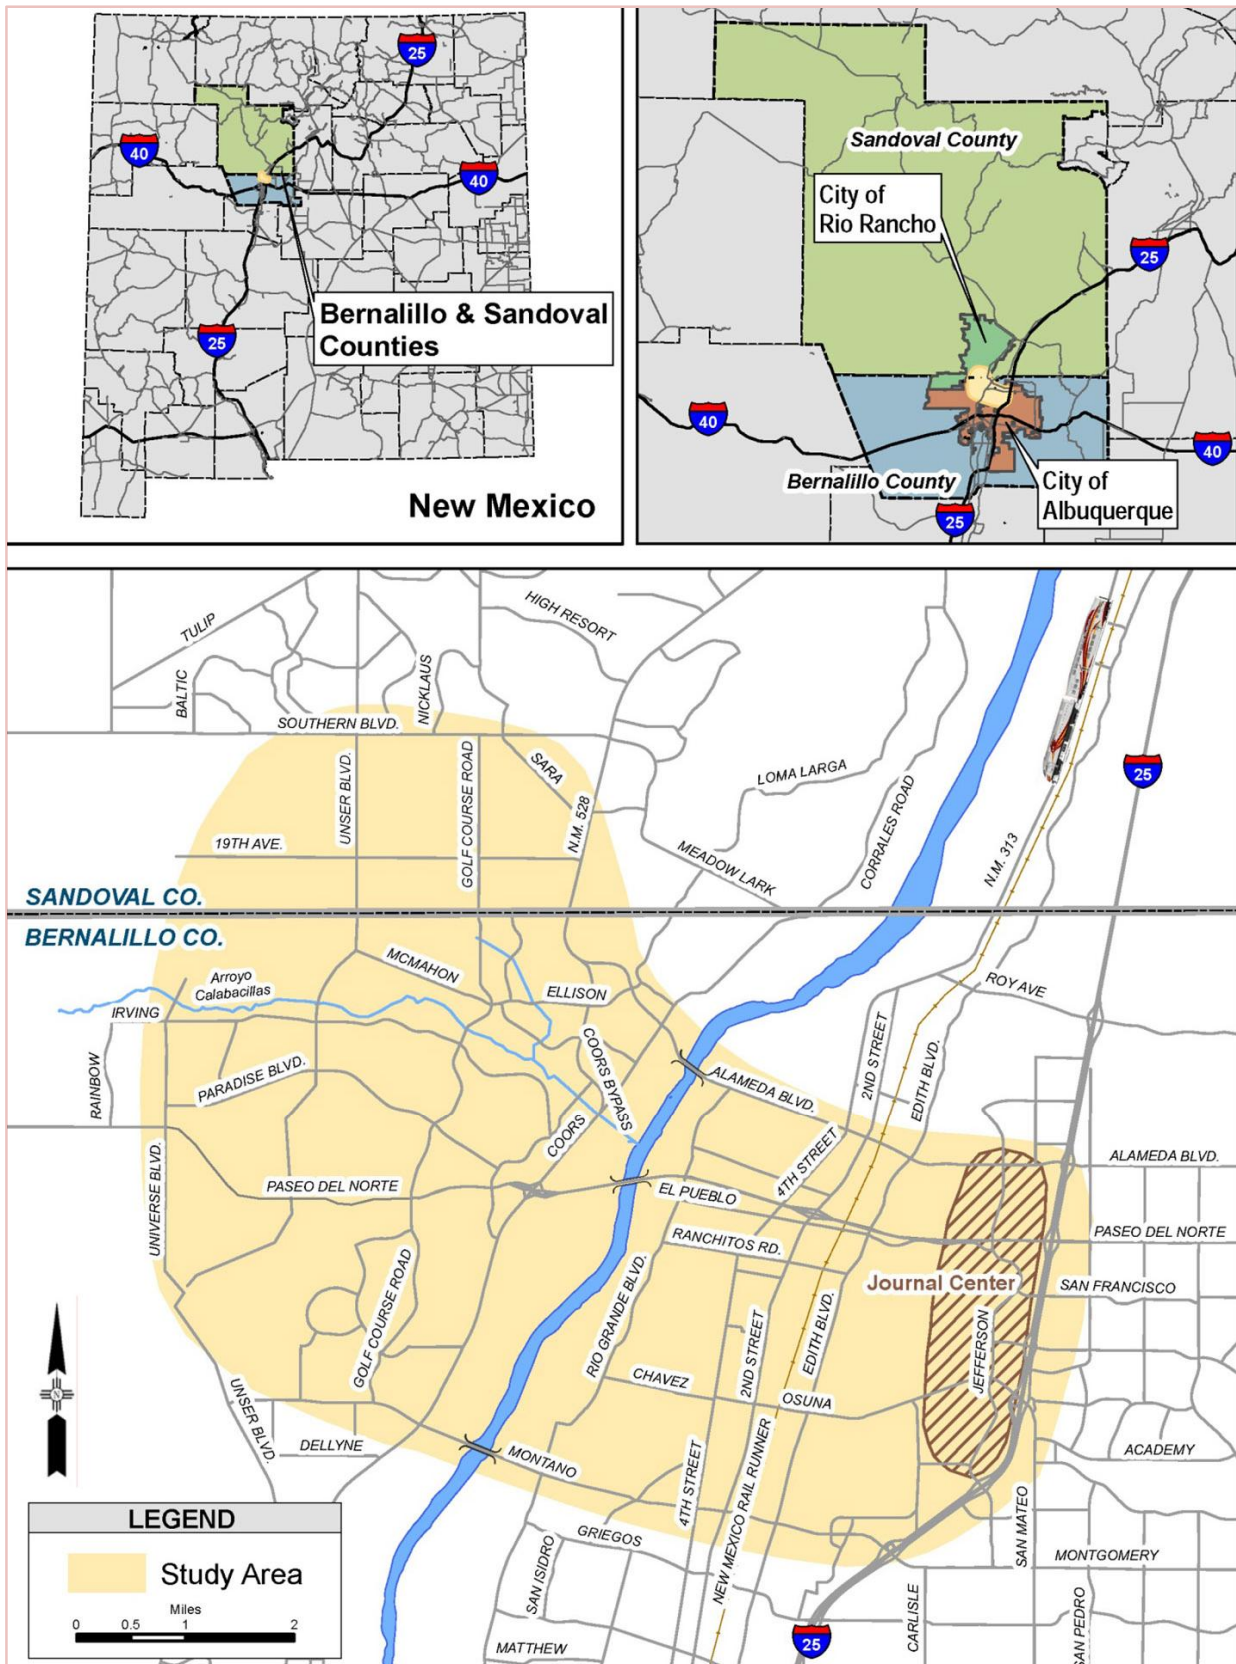 25
40
40
25
Bernalillo & Sandoval
Counties
New Mexico
Sandoval County
City of
Rio Rancho
25
40
40
Bernalillo County
City of
Albuquerque
25
TULIP
HIGH RESORT
BALTIC
NICKLAUS
SOUTHERN BLVD.
UNSER BLVD.
GOLF COURSE ROAD
SARA
N.M. 528
LOMA LARGA
CORRALES ROAD
25
19TH AVE.
MEADOW LARK
N.M. 313
SANDOVAL CO.
BERNALILLO CO.
MCMAHON
Arroyo
Calabacillas
ELLISON
ROY AVE
IRVING
RAINBOW
PARADISE BLVD.
COORS BYPASS
2ND STREET
EDITH BLVD.
ALAMEDA BLVD.
COORS
4TH STREET
ALAMEDA BLVD.
UNIVERSE BLVD.
PASEO DEL NORTE
EL PUEBLO
PASEO DEL NORTE
RANCHITOS RD.
Journal Center
SAN FRANCISCO
GOLF COURSE ROAD
RIO GRANDE BLVD.
2ND STREET
EDITH BLVD.
JEFFERSON
CHAVEZ
OSUNA
N
UNSER BLVD.
DELLYNE
MONTANO
4TH STREET
NEW MEXICO RAIL RUNNER
ACADEMY
SAN MATEO
GRIEGOS
MONTGOMERY
SAN ISIDRO
CARLISLE
SAN PEDRO
MATTHEW
25
LEGEND
Study Area
Miles
0 0.5 1 2